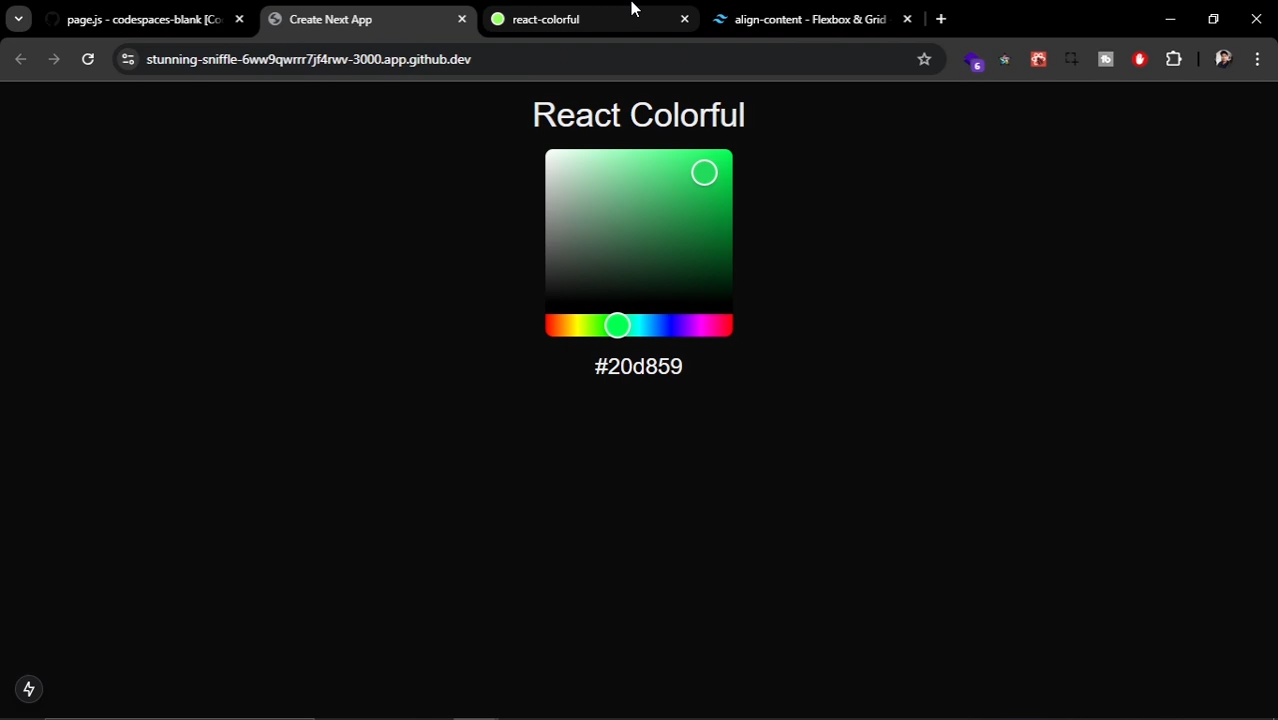 page.js - codespaces-blank [Co
Create Next App
react-colorful
align-content - Flexbox & Grid
stunning-sniffle-6ww9qwrrr7jf4rwv-3000.app.github.dev
6
React Colorful
#20d859